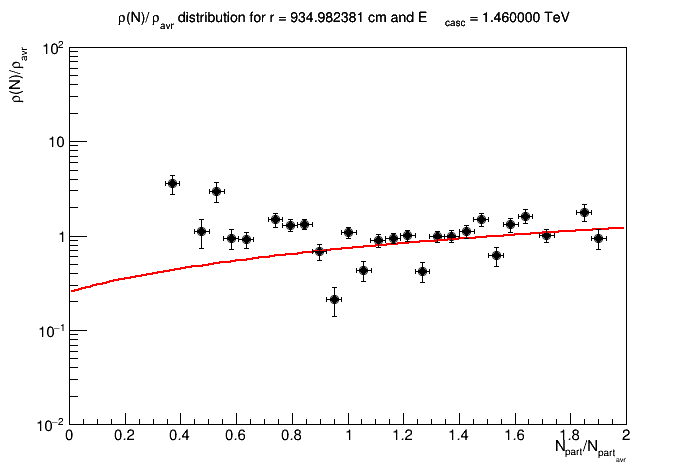 ρ(N)/ρavr distribution for r = 934.982381 cm and E casc = 1.460000 TeV
ρ(N)/ρavr
10²
10
1
10⁻¹
10⁻²
0 0.2 0.4 0.6 0.8 1 1.2 1.4 1.6 1.8 2
Npart/Npartavr